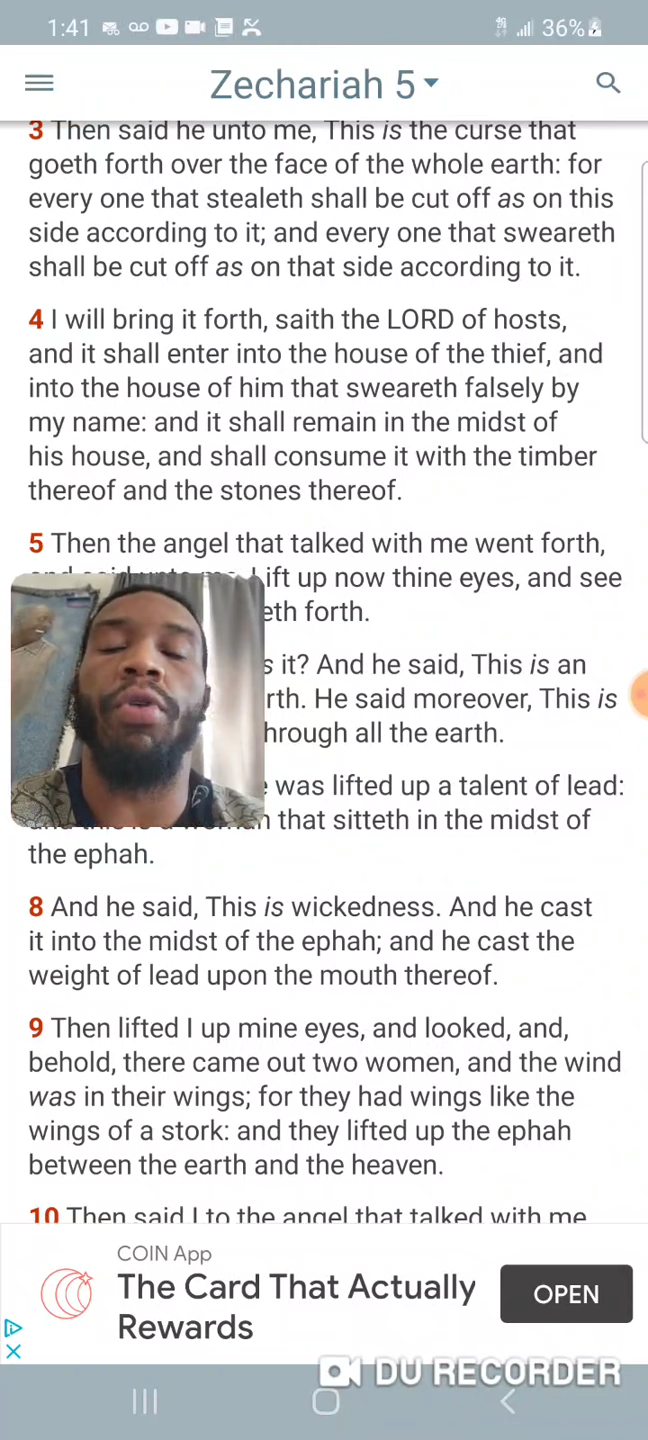 1:41
4G
36%
Zechariah 5
3 Then said he unto me, This is the curse that
goeth forth over the face of the whole earth: for
every one that stealeth shall be cut off as on this
side according to it; and every one that sweareth
shall be cut off as on that side according to it.
4 I will bring it forth, saith the LORD of hosts,
and it shall enter into the house of the thief, and
into the house of him that sweareth falsely by
my name: and it shall remain in the midst of
his house, and shall consume it with the timber
thereof and the stones thereof.
5 Then the angel that talked with me went forth,
and said unto me, Lift up now thine eyes, and see
eth forth.
s it? And he said, This is an
rth. He said moreover, This is
hrough all the earth.
was lifted up a talent of lead:
and this is a woman that sitteth in the midst of
the ephah.
8 And he said, This is wickedness. And he cast
it into the midst of the ephah; and he cast the
weight of lead upon the mouth thereof.
9 Then lifted I up mine eyes, and looked, and,
behold, there came out two women, and the wind
was in their wings; for they had wings like the
wings of a stork: and they lifted up the ephah
between the earth and the heaven.
10 Then said I to the angel that talked with me
COIN App
The Card That Actually
Rewards
OPEN
DU RECORDER